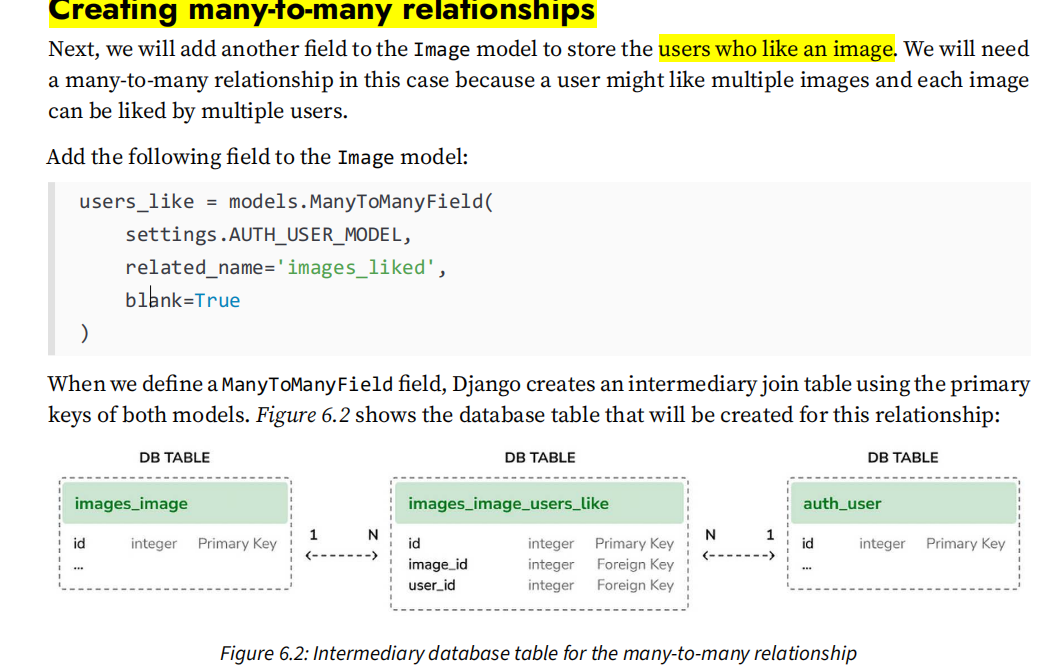 Creating many-to-many relationships
Next, we will add another field to the Image model to store the users who like an image. We will need
a many-to-many relationship in this case because a user might like multiple images and each image
can be liked by multiple users.
Add the following field to the Image model:
users_like = models.ManyToManyField(
    settings.AUTH_USER_MODEL,
    related_name='images_liked',
    blank=True
)
When we define a ManyToManyField field, Django creates an intermediary join table using the primary
keys of both models. Figure 6.2 shows the database table that will be created for this relationship:
DB TABLE
images_image
id integer Primary Key
...
1 N
DB TABLE
images_image_users_like
id integer Primary Key
image_id integer Foreign Key
user_id integer Foreign Key
N 1
DB TABLE
auth_user
id integer Primary Key
...
Figure 6.2: Intermediary database table for the many-to-many relationship